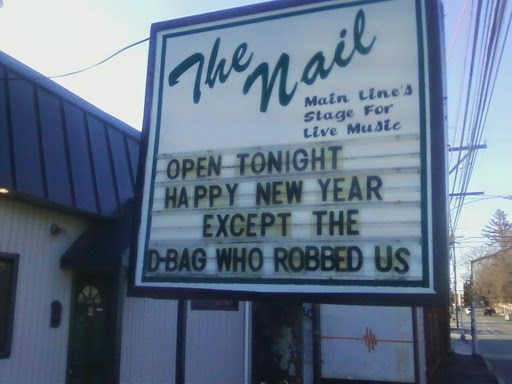 The Nail
Main Line's
Stage For
Live Music
OPEN TONIGHT
HAPPY NEW YEAR
EXCEPT THE
D-BAG WHO ROBBED US